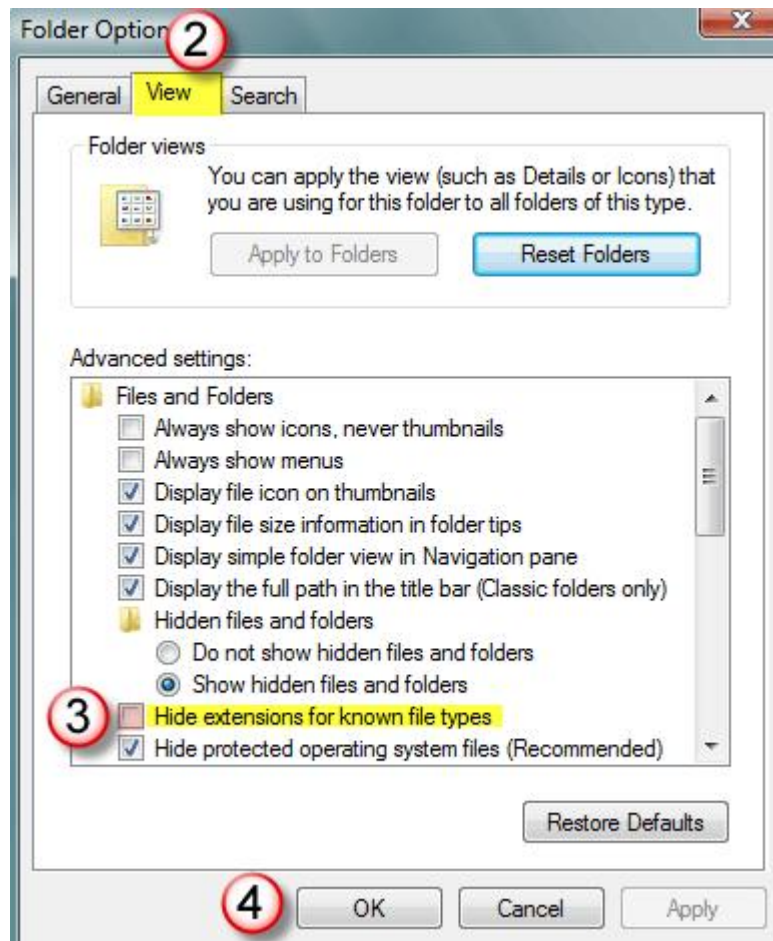 Folder Option
2
General View Search
Folder views
You can apply the view (such as Details or Icons) that
you are using for this folder to all folders of this type.
Apply to Folders Reset Folders
Advanced settings:
Files and Folders
Always show icons, never thumbnails
Always show menus
Display file icon on thumbnails
Display file size information in folder tips
Display simple folder view in Navigation pane
Display the full path in the title bar (Classic folders only)
Hidden files and folders
Do not show hidden files and folders
Show hidden files and folders
3 Hide extensions for known file types
Hide protected operating system files (Recommended)
Restore Defaults
4 OK Cancel Apply